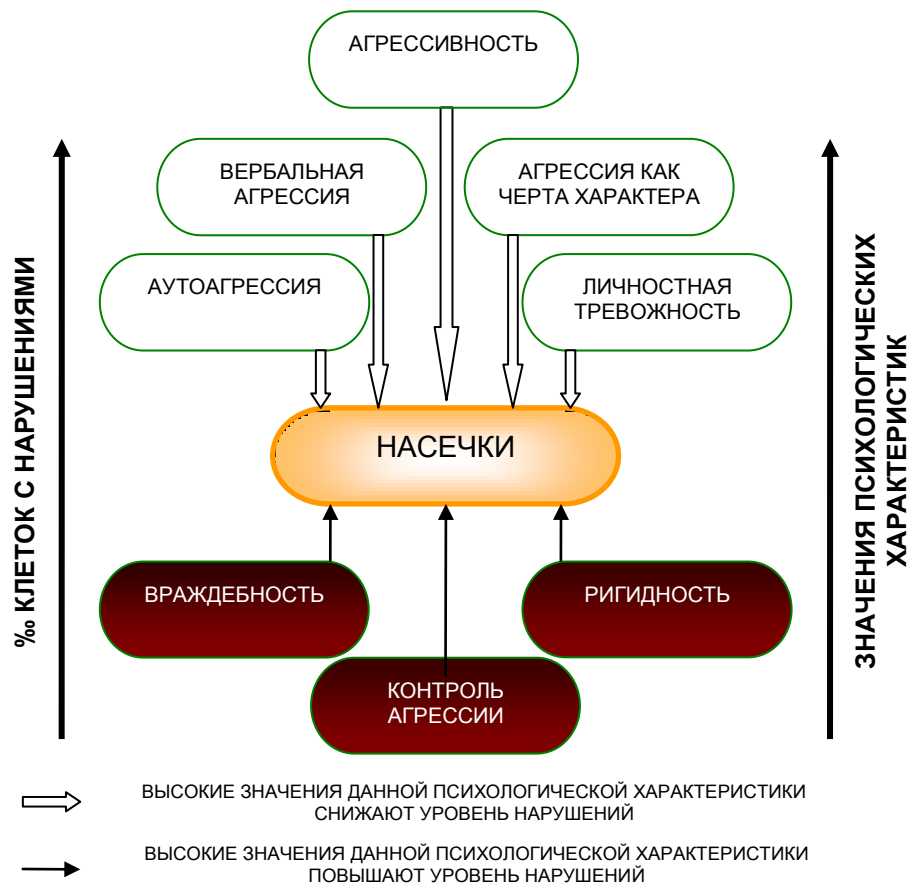 АГРЕССИВНОСТЬ
ВЕРБАЛЬНАЯ
АГРЕССИЯ
АГРЕССИЯ КАК
ЧЕРТА ХАРАКТЕРА
АУТОАГРЕССИЯ
ЛИЧНОСТНАЯ
ТРЕВОЖНОСТЬ
‰ КЛЕТОК С НАРУШЕНИЯМИ
ЗНАЧЕНИЯ ПСИХОЛОГИЧЕСКИХ
ХАРАКТЕРИСТИК
НАСЕЧКИ
ВРАЖДЕБНОСТЬ
РИГИДНОСТЬ
КОНТРОЛЬ
АГРЕССИИ
ВЫСОКИЕ ЗНАЧЕНИЯ ДАННОЙ ПСИХОЛОГИЧЕСКОЙ ХАРАКТЕРИСТИКИ
СНИЖАЮТ УРОВЕНЬ НАРУШЕНИЙ
ВЫСОКИЕ ЗНАЧЕНИЯ ДАННОЙ ПСИХОЛОГИЧЕСКОЙ ХАРАКТЕРИСТИКИ
ПОВЫШАЮТ УРОВЕНЬ НАРУШЕНИЙ